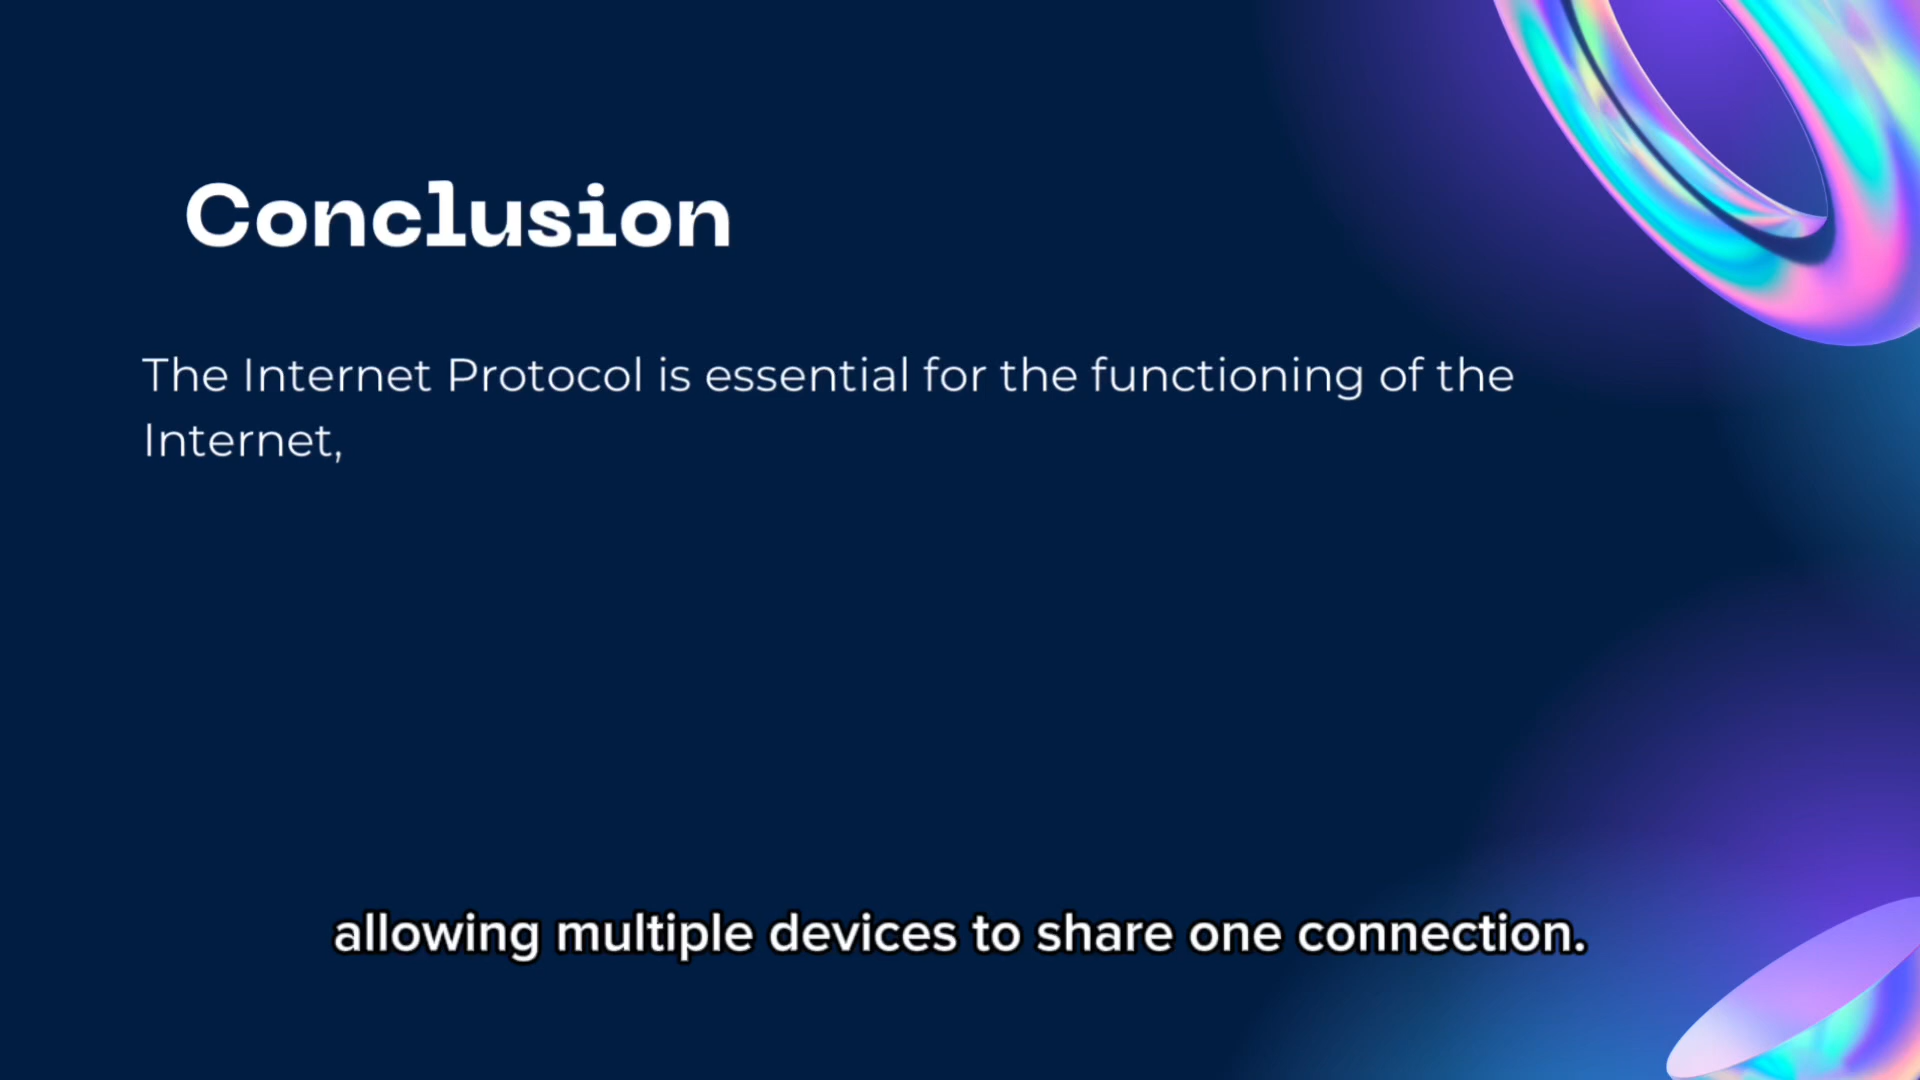 Conclusion
The Internet Protocol is essential for the functioning of the
Internet,
allowing multiple devices to share one connection.